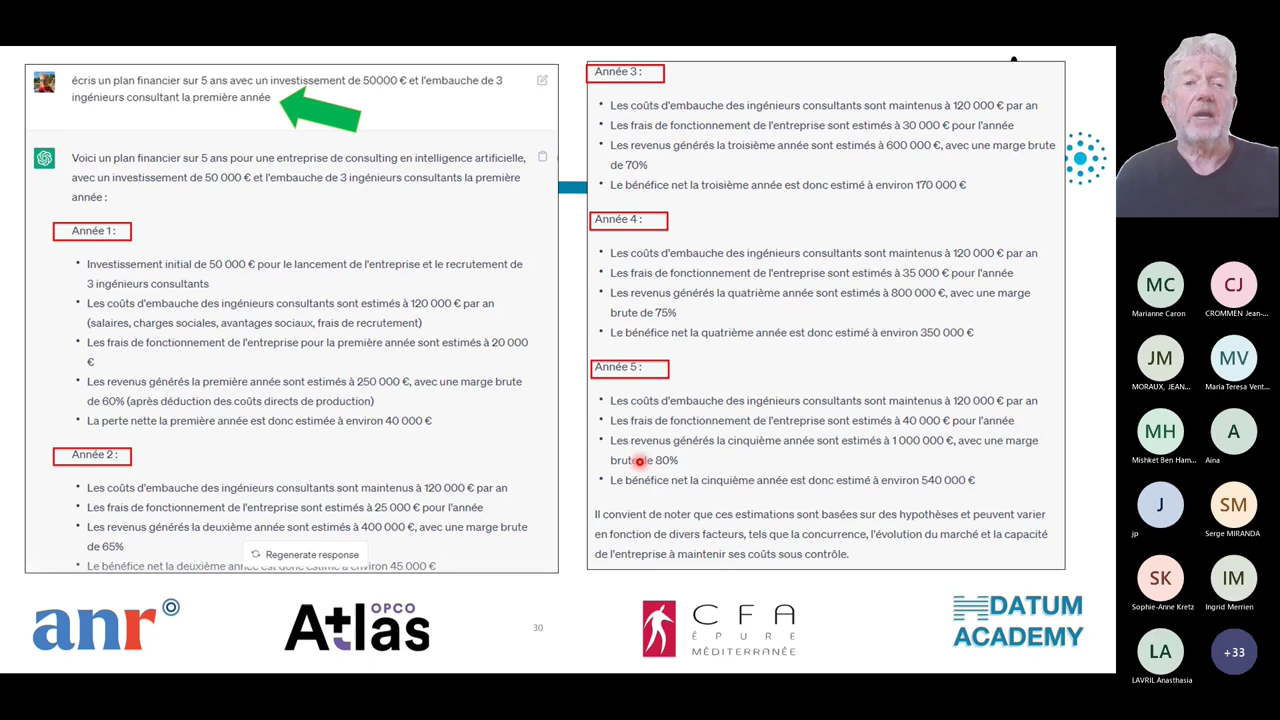 écris un plan financier sur 5 ans avec un investissement de 50000 € et l'embauche de 3
ingénieurs consultant la première année
Voici un plan financier sur 5 ans pour une entreprise de consulting en intelligence artificielle,
avec un investissement de 50 000 € et l'embauche de 3 ingénieurs consultants la première
année :
Année 1 :
• Investissement initial de 50 000 € pour le lancement de l'entreprise et le recrutement de
3 ingénieurs consultants
• Les coûts d'embauche des ingénieurs consultants sont estimés à 120 000 € par an
(salaires, charges sociales, avantages sociaux, frais de recrutement)
• Les frais de fonctionnement de l'entreprise pour la première année sont estimés à 20 000
€
• Les revenus générés la première année sont estimés à 250 000 €, avec une marge brute
de 60% (après déduction des coûts directs de production)
• La perte nette la première année est donc estimée à environ 40 000 €
Année 2 :
• Les coûts d'embauche des ingénieurs consultants sont maintenus à 120 000 € par an
• Les frais de fonctionnement de l'entreprise sont estimés à 25 000 € pour l'année
• Les revenus générés la deuxième année sont estimés à 400 000 €, avec une marge brute
de 65%
• Le bénéfice net la deuxième année est donc estimé à environ 45 000 €
Regenerate response
Année 3 :
• Les coûts d'embauche des ingénieurs consultants sont maintenus à 120 000 € par an
• Les frais de fonctionnement de l'entreprise sont estimés à 30 000 € pour l'année
• Les revenus générés la troisième année sont estimés à 600 000 €, avec une marge brute
de 70%
• Le bénéfice net la troisième année est donc estimé à environ 170 000 €
Année 4 :
• Les coûts d'embauche des ingénieurs consultants sont maintenus à 120 000 € par an
• Les frais de fonctionnement de l'entreprise sont estimés à 35 000 € pour l'année
• Les revenus générés la quatrième année sont estimés à 800 000 €, avec une marge
brute de 75%
• Le bénéfice net la quatrième année est donc estimé à environ 350 000 €
Année 5 :
• Les coûts d'embauche des ingénieurs consultants sont maintenus à 120 000 € par an
• Les frais de fonctionnement de l'entreprise sont estimés à 40 000 € pour l'année
• Les revenus générés la cinquième année sont estimés à 1 000 000 €, avec une marge
brute de 80%
• Le bénéfice net la cinquième année est donc estimé à environ 540 000 €
Il convient de noter que ces estimations sont basées sur des hypothèses et peuvent varier
en fonction de divers facteurs, tels que la concurrence, l'évolution du marché et la capacité
de l'entreprise à maintenir ses coûts sous contrôle.
anr
OPCO
Atlas
30
CFA
ÉPURE
MÉDITERRANÉE
DATUM
ACADEMY
MC
Marianne Caron
CJ
CROMMEN Jean-...
JM
MORAUX, JEAN...
MV
Maria Teresa Vent...
MH
Mishket Ben Ham...
A
Aina
J
jp
SM
Serge MIRANDA
SK
Sophie-Anne Kretz
IM
Ingrid Merrien
LA
LAVRIL Anasthasia
+33